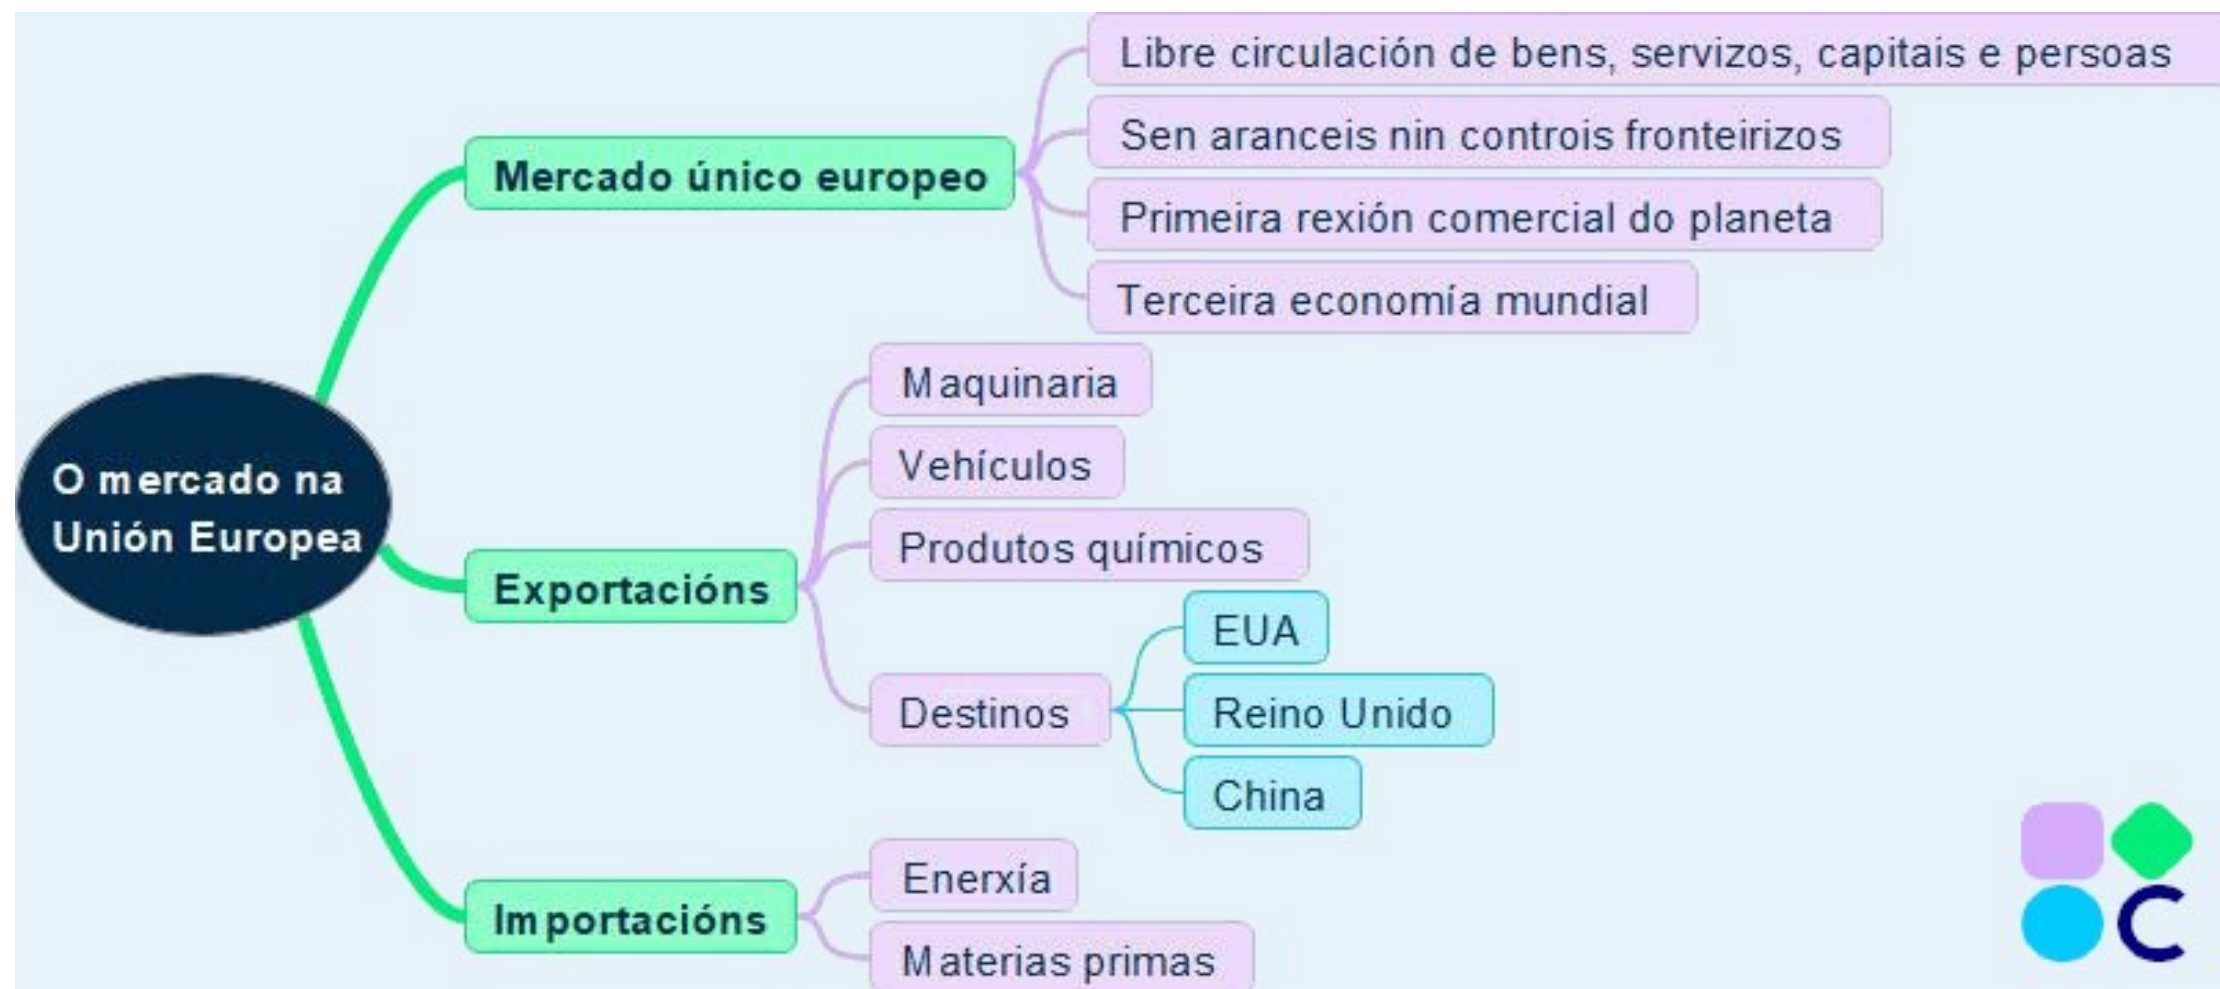 Libre circulación de bens, servizos, capitais e persoas
Sen aranceis nin controis fronteirizos
Mercado único europeo
Primeira rexión comercial do planeta
Terceira economía mundial
Maquinaria
Vehículos
O mercado na
Unión Europea
Produtos químicos
Exportacións
EUA
Destinos
Reino Unido
China
Enerxía
Importacións
Materias primas